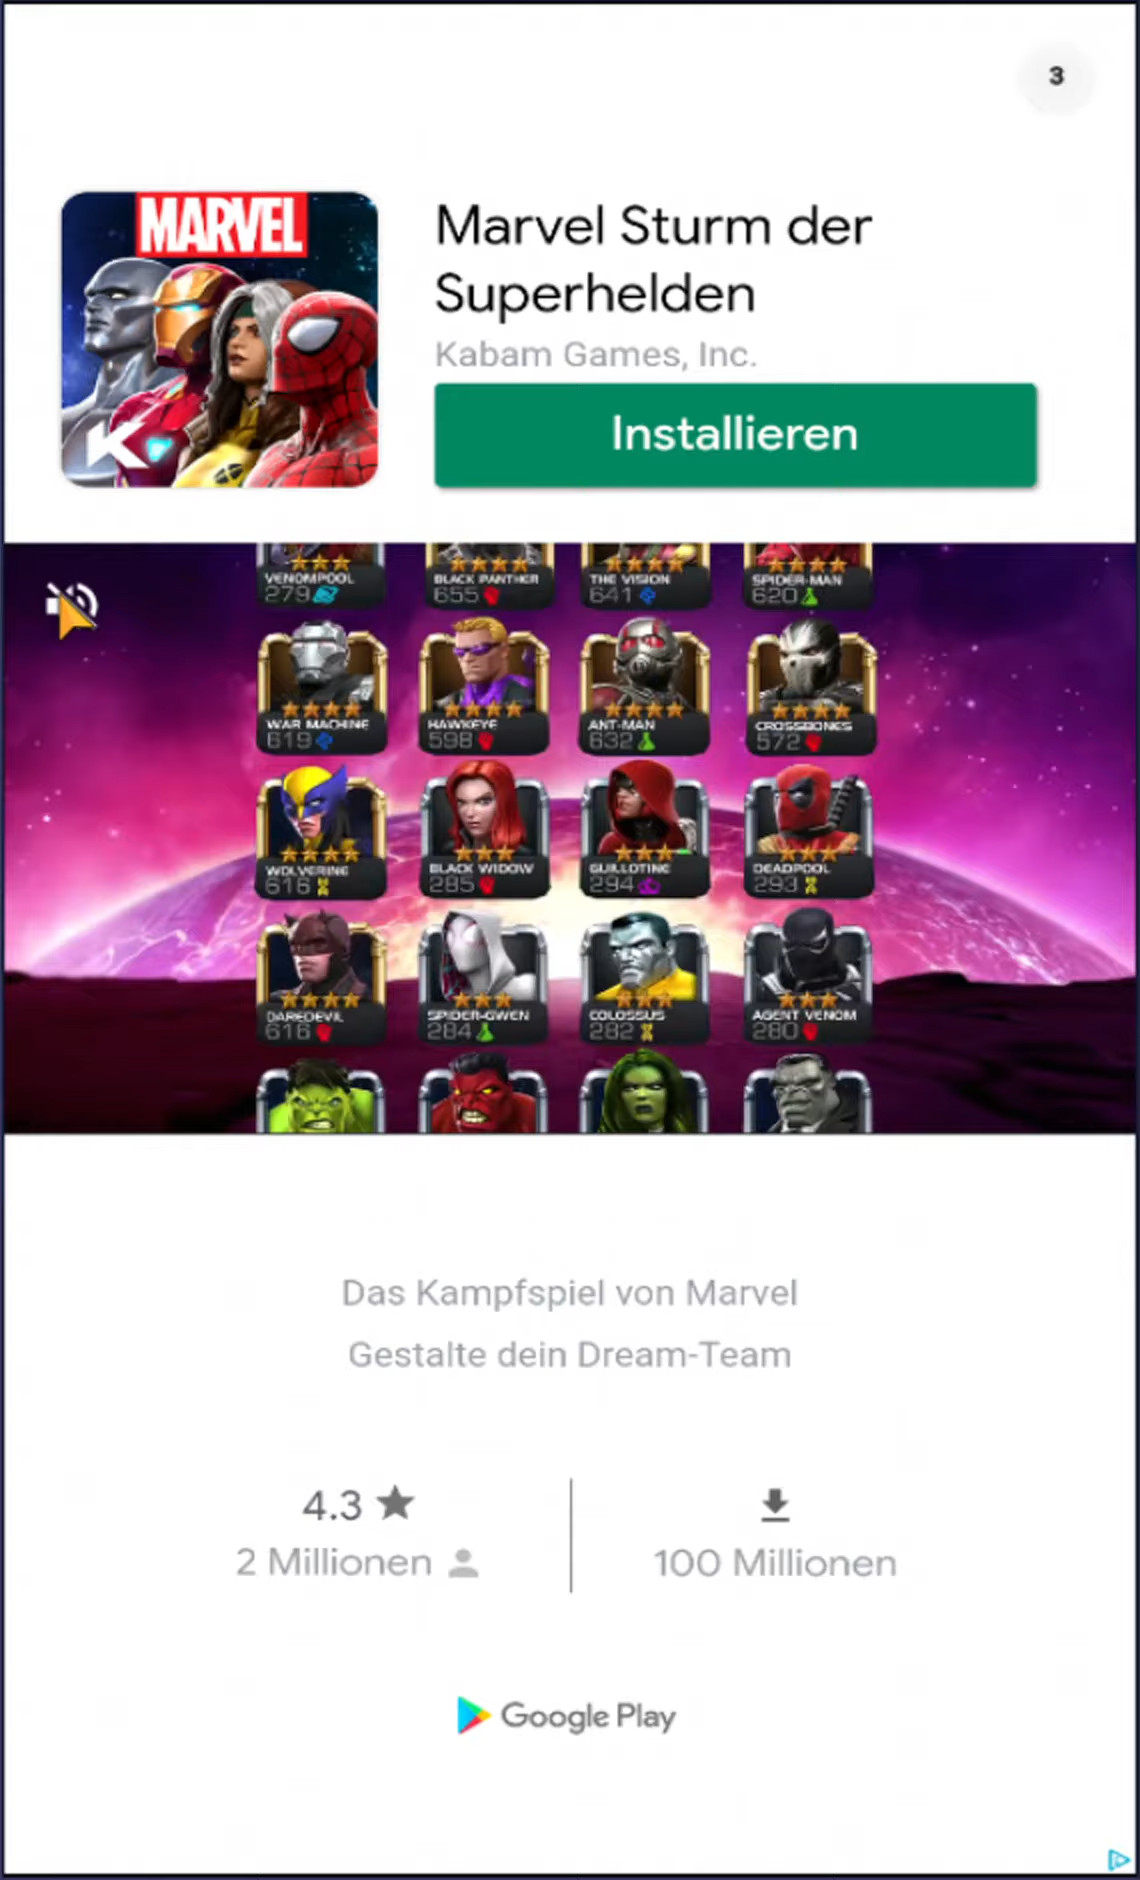 3
MARVEL
Marvel Sturm der
Superhelden
Kabam Games, Inc.
Installieren
VENOMPOOL BLACK PANTHER THE VISION SPIDER-MAN
279 655 641 620
WAR MACHINE HAWKEYE ANT-MAN CROSSBONES
619 598 632 572
WOLVERINE BLACK WIDOW GUILLOTINE DEADPOOL
616 285 294 293
DAREDEVIL SPIDER-GWEN COLOSSUS AGENT VENOM
616 284 282 280
Das Kampfspiel von Marvel
Gestalte dein Dream-Team
4.3
2 Millionen 100 Millionen
Google Play